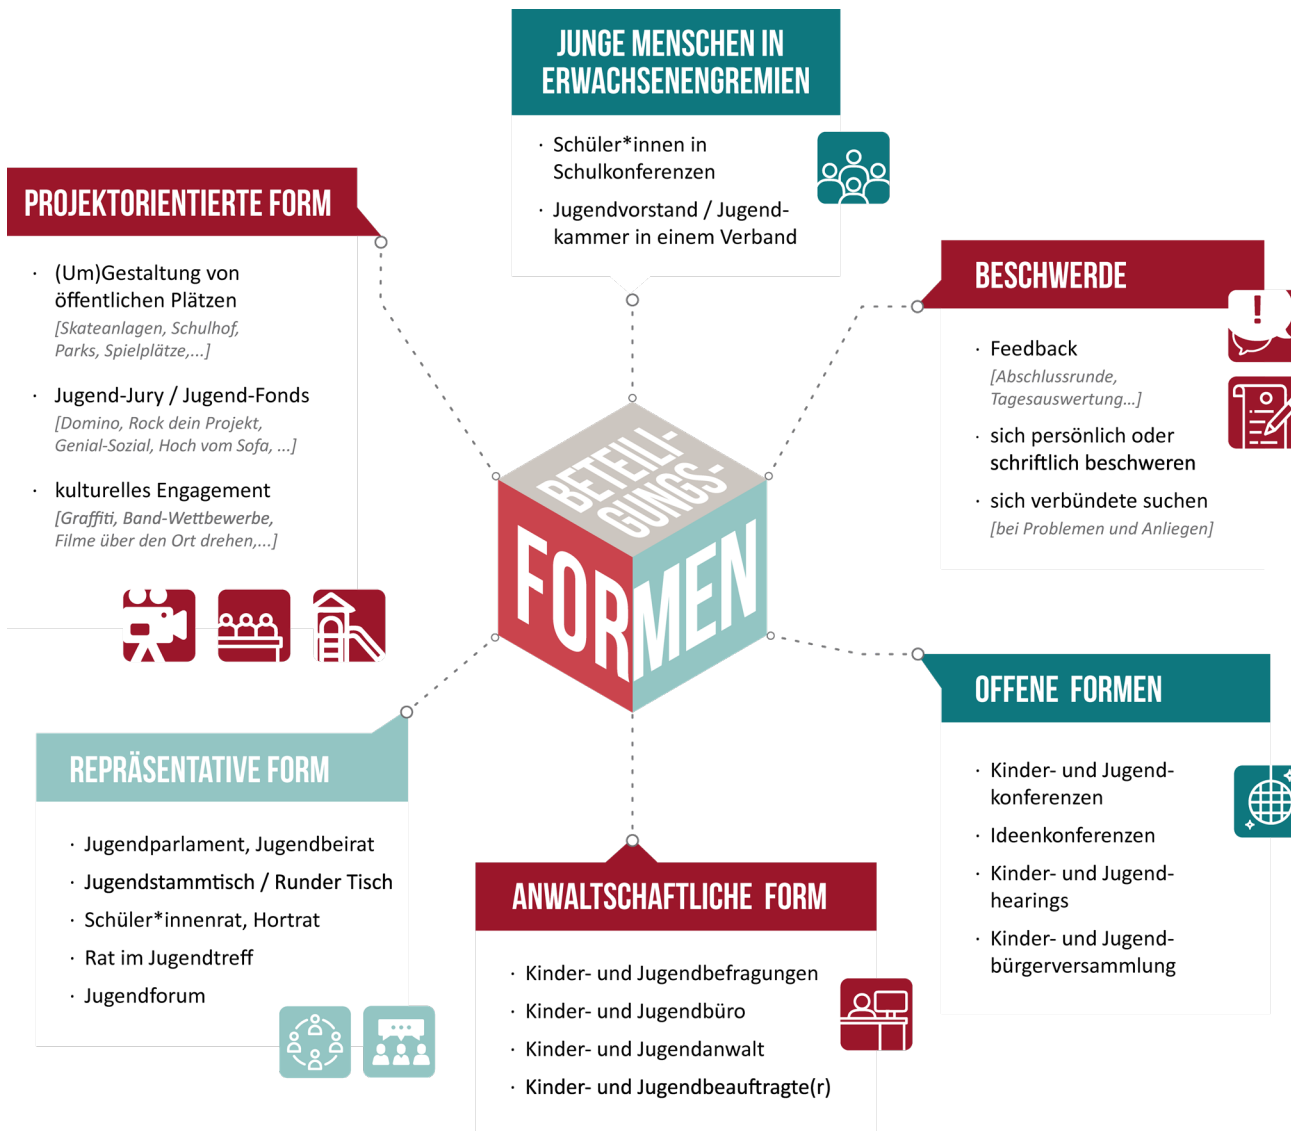 JUNGE MENSCHEN IN
ERWACHSENENGREMIEN
· Schüler*innen in
Schulkonferenzen
· Jugendvorstand / Jugend-
kammer in einem Verband
PROJEKTORIENTIERTE FORM
· (Um)Gestaltung von
öffentlichen Plätzen
[Skateanlagen, Schulhof,
Parks, Spielplätze,...]
· Jugend-Jury / Jugend-Fonds
[Domino, Rock dein Projekt,
Genial-Sozial, Hoch vom Sofa, ...]
· kulturelles Engagement
[Graffiti, Band-Wettbewerbe,
Filme über den Ort drehen,...]
BESCHWERDE
!
· Feedback
[Abschlussrunde,
Tagesauswertung...]
· sich persönlich oder
schriftlich beschweren
· sich verbündete suchen
[bei Problemen und Anliegen]
BETEILI-
GUNGS-
FORMEN
REPRÄSENTATIVE FORM
· Jugendparlament, Jugendbeirat
· Jugendstammtisch / Runder Tisch
· Schüler*innenrat, Hortrat
· Rat im Jugendtreff
· Jugendforum
ANWALTSCHAFTLICHE FORM
· Kinder- und Jugendbefragungen
· Kinder- und Jugendbüro
· Kinder- und Jugendanwalt
· Kinder- und Jugendbeauftragte(r)
OFFENE FORMEN
· Kinder- und Jugend-
konferenzen
· Ideenkonferenzen
· Kinder- und Jugend-
hearings
· Kinder- und Jugend-
bürgerversammlung